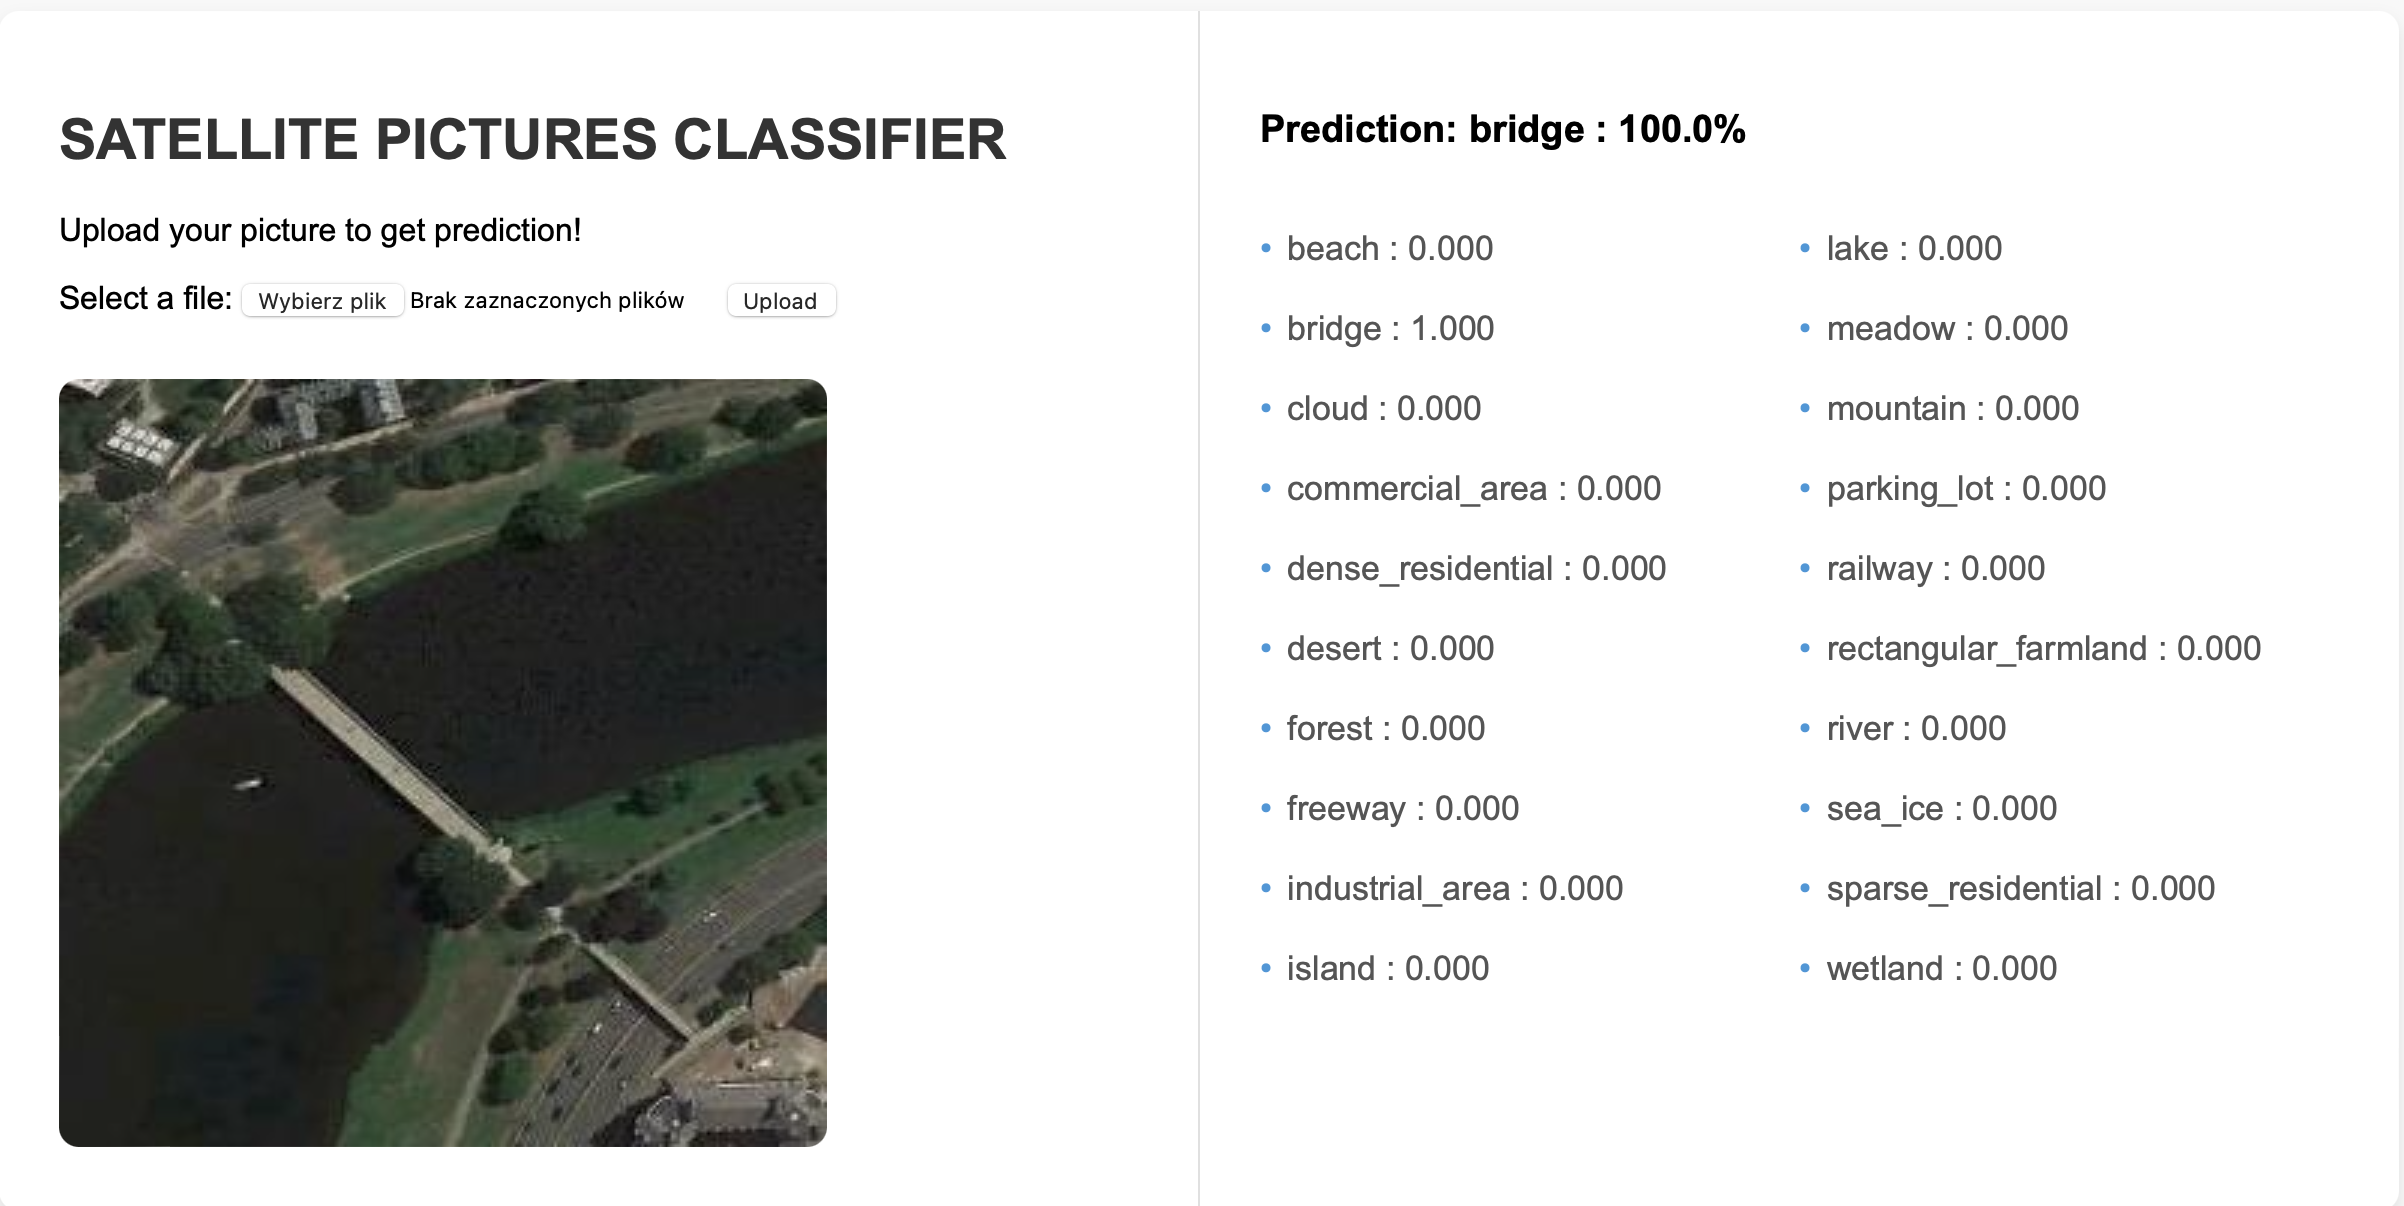 SATELLITE PICTURES CLASSIFIER
Upload your picture to get prediction!
Select a file: Wybierz plik Brak zaznaczonych plików Upload
Prediction: bridge : 100.0%
• beach : 0.000
• bridge : 1.000
• cloud : 0.000
• commercial_area : 0.000
• dense_residential : 0.000
• desert : 0.000
• forest : 0.000
• freeway : 0.000
• industrial_area : 0.000
• island : 0.000
• lake : 0.000
• meadow : 0.000
• mountain : 0.000
• parking_lot : 0.000
• railway : 0.000
• rectangular_farmland : 0.000
• river : 0.000
• sea_ice : 0.000
• sparse_residential : 0.000
• wetland : 0.000